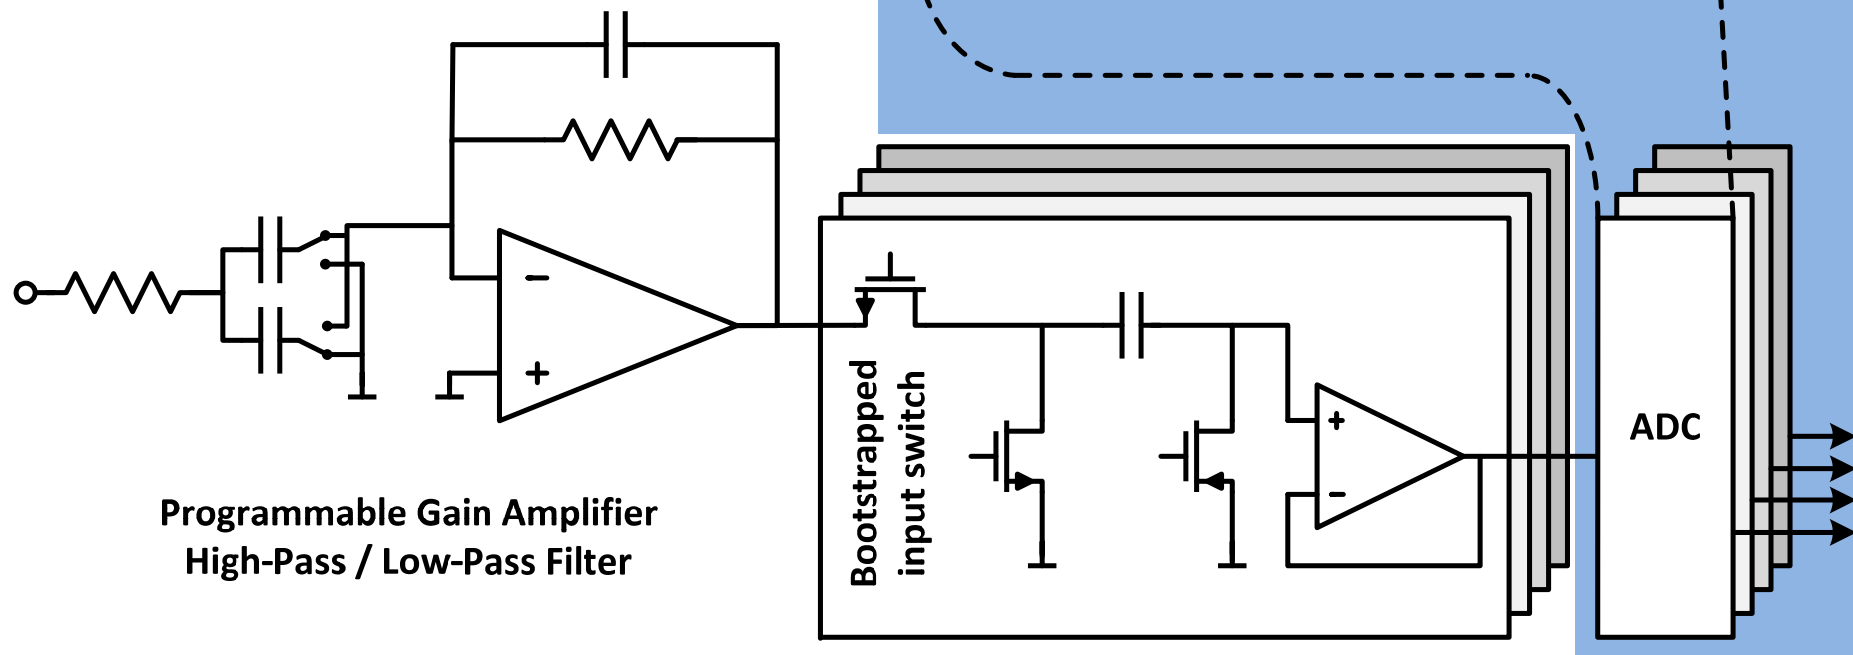 Programmable Gain Amplifier
High-Pass / Low-Pass Filter
Bootstrapped
input switch
ADC